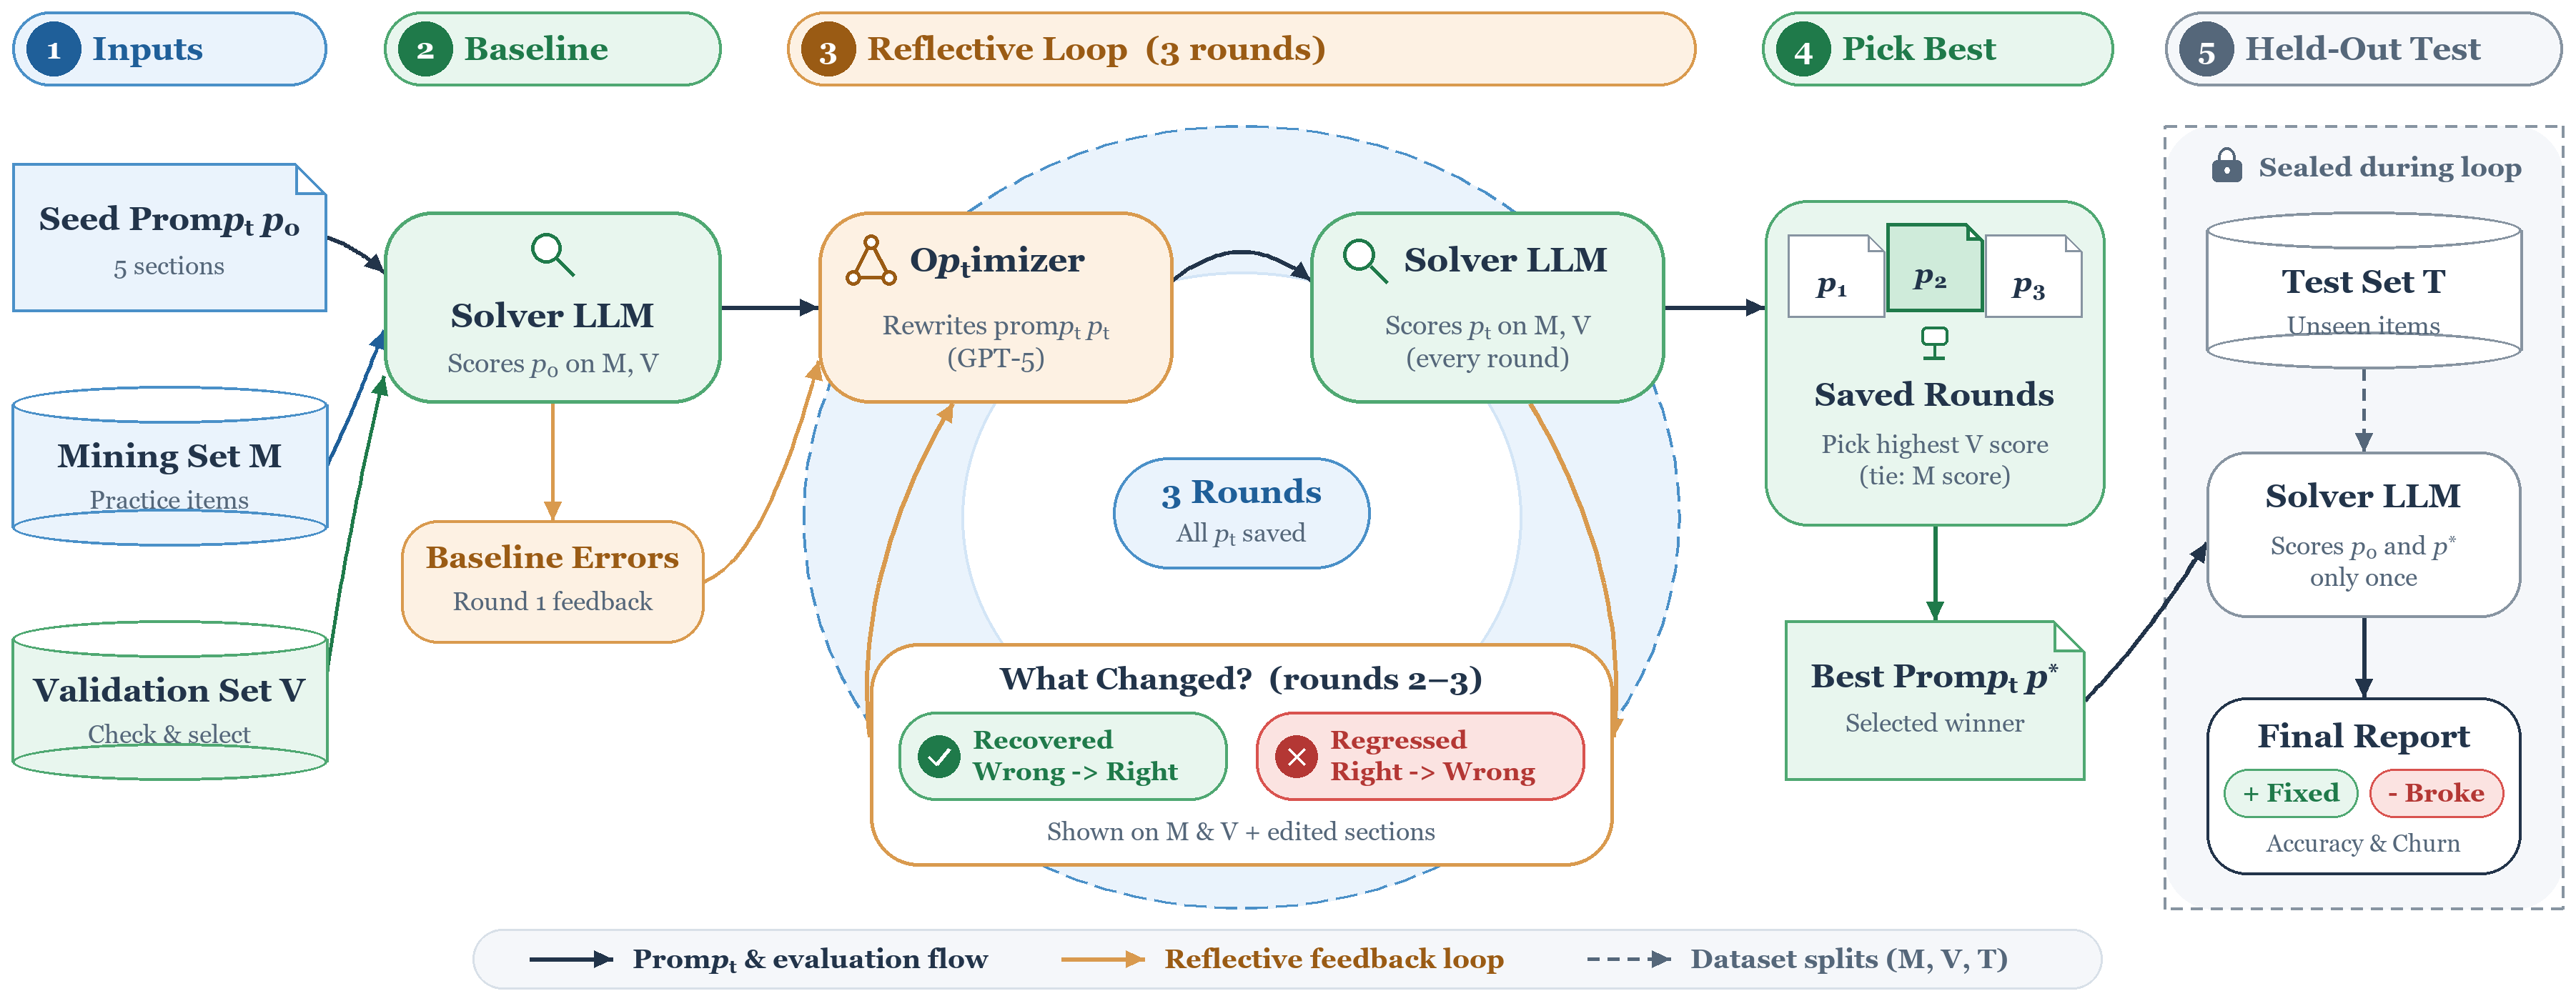 1 Inputs
2 Baseline
3 Reflective Loop (3 rounds)
4 Pick Best
5 Held-Out Test
Seed Prompt p0
5 sections
Mining Set M
Practice items
Validation Set V
Check & select
Solver LLM
Scores p0 on M, V
Baseline Errors
Round 1 feedback
Optimizer
Rewrites prompt pt
(GPT-5)
Solver LLM
Scores pt on M, V
(every round)
3 Rounds
All pt saved
What Changed? (rounds 2–3)
Recovered
Wrong -> Right
Regressed
Right -> Wrong
Shown on M & V + edited sections
p1 p2 p3
Saved Rounds
Pick highest V score
(tie: M score)
Best Prompt p*
Selected winner
Sealed during loop
Test Set T
Unseen items
Solver LLM
Scores p0 and p*
only once
Final Report
+ Fixed
- Broke
Accuracy & Churn
Prompt & evaluation flow
Reflective feedback loop
Dataset splits (M, V, T)